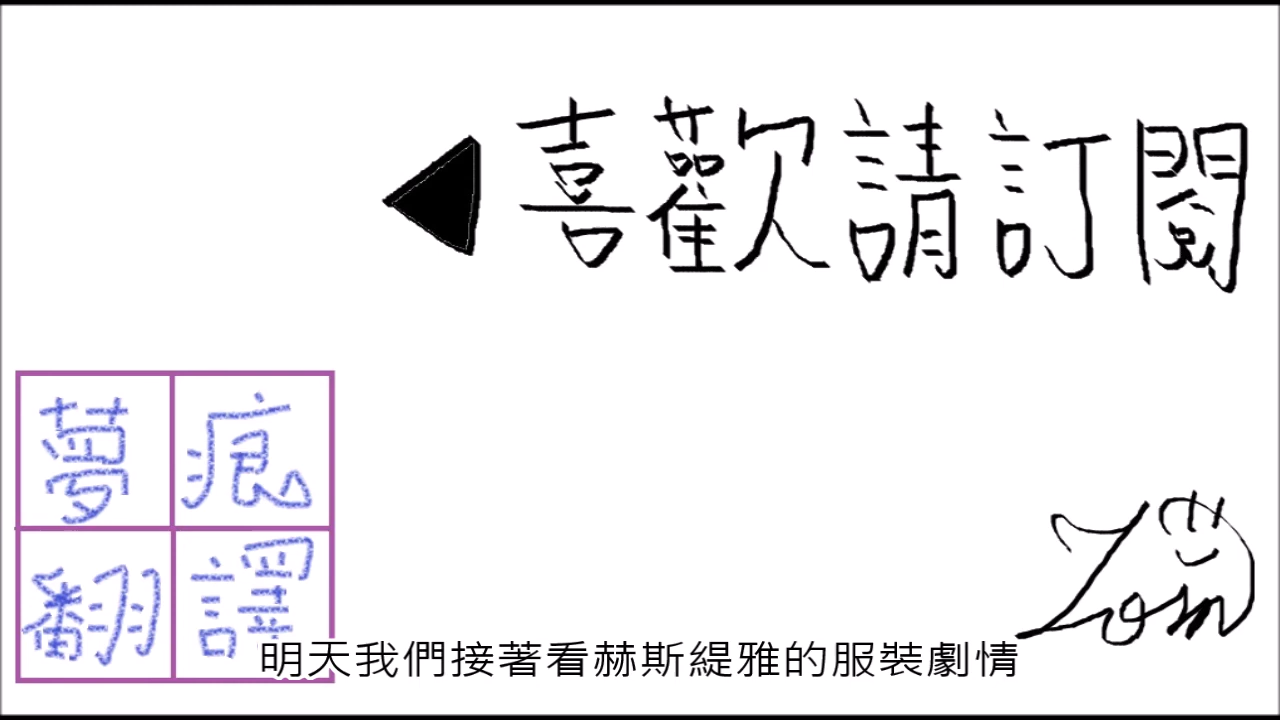 喜歡請訂閱
夢痕
翻譯
明天我們接著看赫斯緹雅的服裝劇情